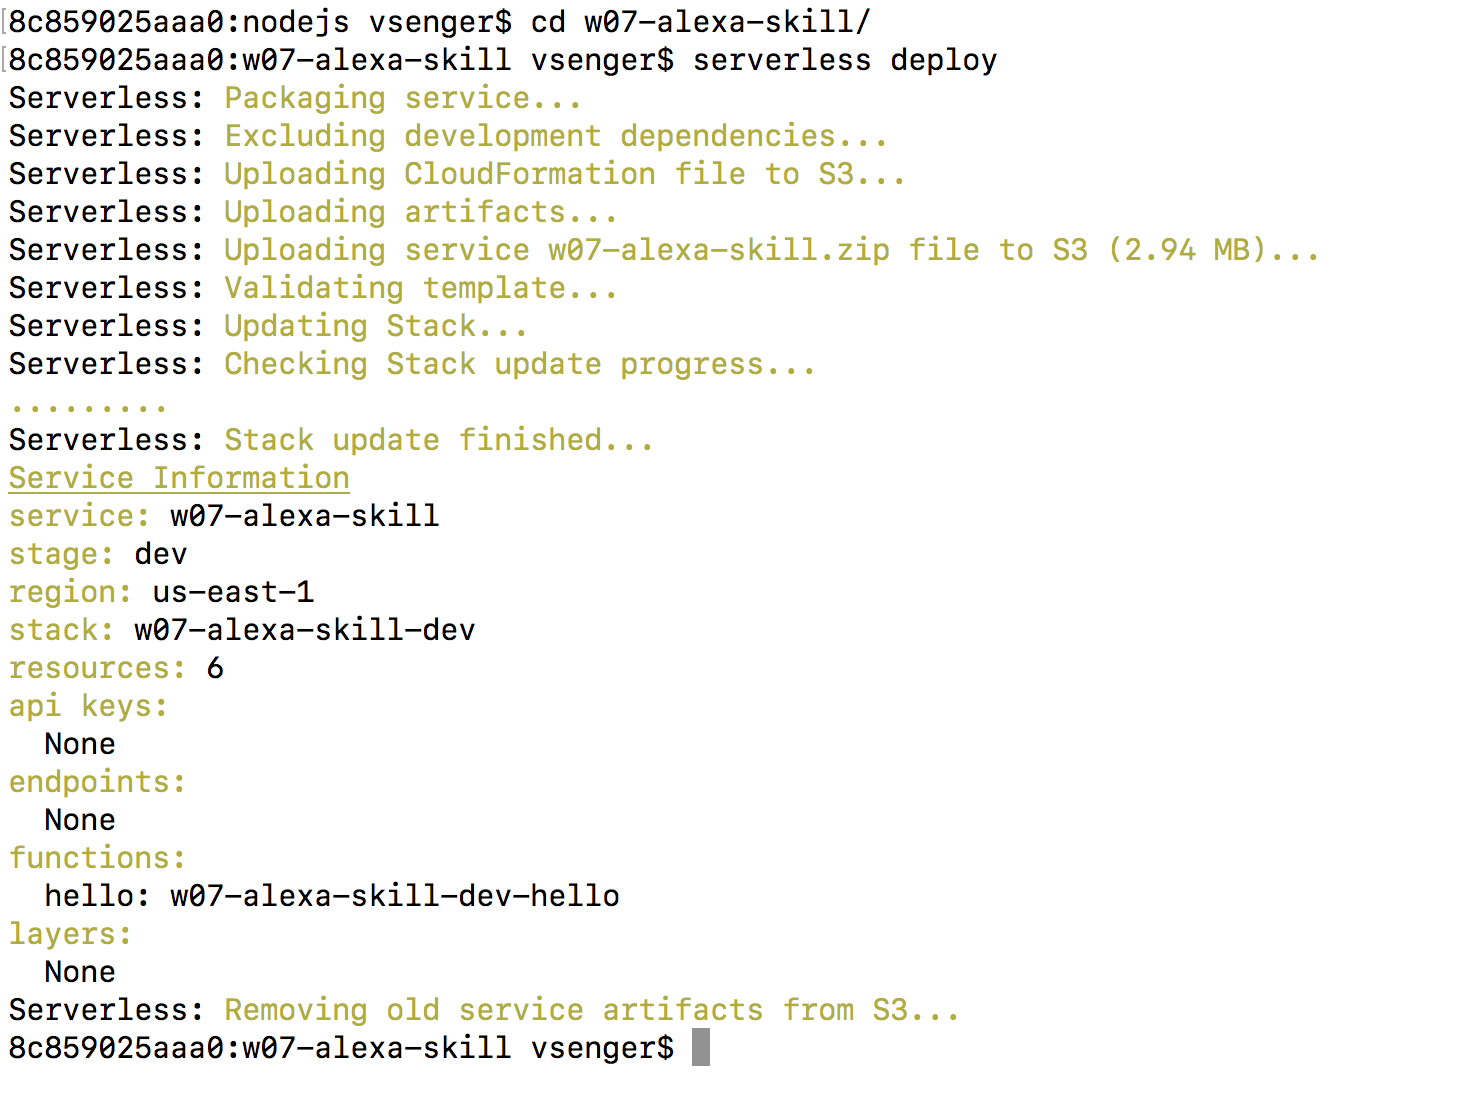 [8c859025aaa0:nodejs vsenger$ cd w07-alexa-skill/
[8c859025aaa0:w07-alexa-skill vsenger$ serverless deploy
Serverless: Packaging service...
Serverless: Excluding development dependencies...
Serverless: Uploading CloudFormation file to S3...
Serverless: Uploading artifacts...
Serverless: Uploading service w07-alexa-skill.zip file to S3 (2.94 MB)...
Serverless: Validating template...
Serverless: Updating Stack...
Serverless: Checking Stack update progress...
.........
Serverless: Stack update finished...
Service Information
service: w07-alexa-skill
stage: dev
region: us-east-1
stack: w07-alexa-skill-dev
resources: 6
api keys:
  None
endpoints:
  None
functions:
  hello: w07-alexa-skill-dev-hello
layers:
  None
Serverless: Removing old service artifacts from S3...
8c859025aaa0:w07-alexa-skill vsenger$